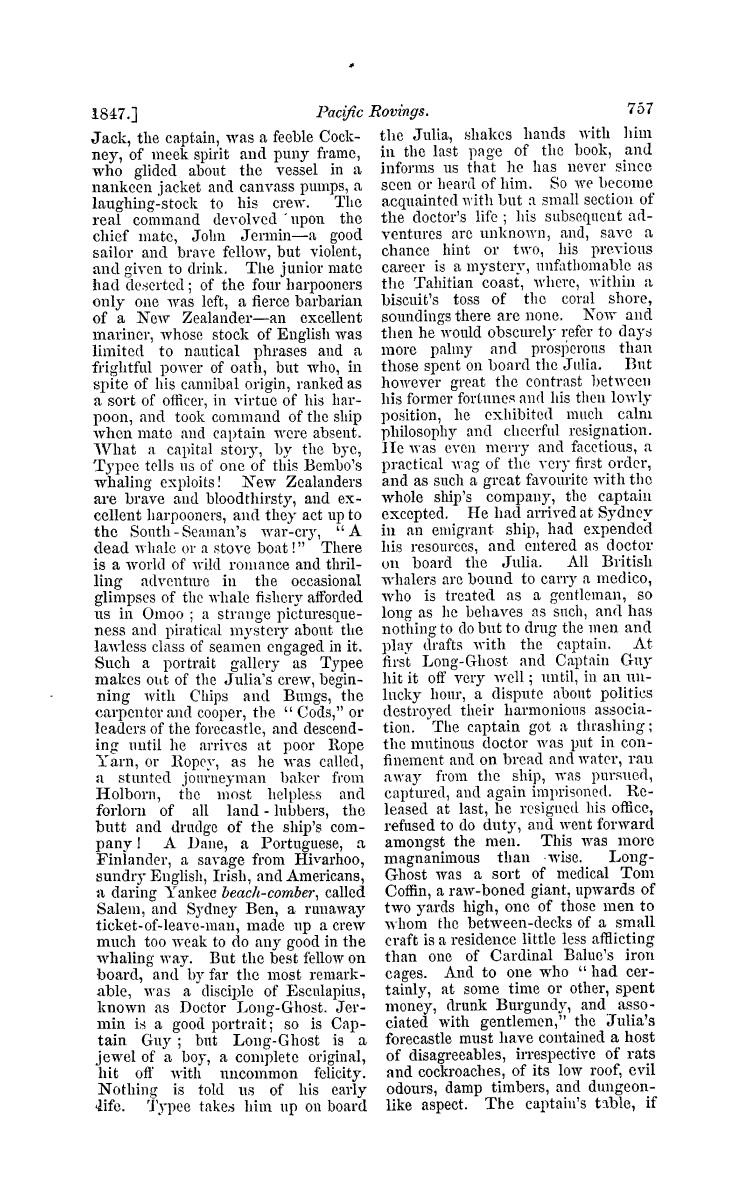 1847.] Pacific Rovings. 757
Jack, the captain, was a feeble Cock-
ney, of meek spirit and puny frame,
who glided about the vessel in a
nankeen jacket and canvass pumps, a
laughing-stock to his crew. The
real command devolved upon the
chief mate, John Jermin—a good
sailor and brave fellow, but violent,
and given to drink. The junior mate
had deserted; of the four harpooners
only one was left, a fierce barbarian
of a New Zealander—an excellent
mariner, whose stock of English was
limited to nautical phrases and a
frightful power of oath, but who, in
spite of his cannibal origin, ranked as
a sort of officer, in virtue of his har-
poon, and took command of the ship
when mate and captain were absent.
What a capital story, by the bye,
Typee tells us of one of this Bembo's
whaling exploits! New Zealanders
are brave and bloodthirsty, and ex-
cellent harpooners, and they act up to
the South-Seaman's war-cry, "A
dead whale or a stove boat!" There
is a world of wild romance and thril-
ling adventure in the occasional
glimpses of the whale fishery afforded
us in Omoo; a strange picturesque-
ness and piratical mystery about the
lawless class of seamen engaged in it.
Such a portrait gallery as Typee
makes out of the Julia's crew, begin-
ning with Chips and Bungs, the
carpenter and cooper, the "Cods," or
leaders of the forecastle, and descend-
ing until he arrives at poor Rope
Yarn, or Ropey, as he was called,
a stunted journeyman baker from
Holborn, the most helpless and
forlorn of all land-lubbers, the
butt and drudge of the ship's com-
pany! A Dane, a Portuguese, a
Finlander, a savage from Hivarhoo,
sundry English, Irish, and Americans,
a daring Yankee beach-comber, called
Salem, and Sydney Ben, a runaway
ticket-of-leave-man, made up a crew
much too weak to do any good in the
whaling way. But the best fellow on
board, and by far the most remark-
able, was a disciple of Esculapius,
known as Doctor Long-Ghost. Jer-
min is a good portrait; so is Cap-
tain Guy; but Long-Ghost is a
jewel of a boy, a complete original,
hit off with uncommon felicity.
Nothing is told us of his early
life. Typee takes him up on board
the Julia, shakes hands with him
in the last page of the book, and
informs us that he has never since
seen or heard of him. So we become
acquainted with but a small section of
the doctor's life; his subsequent ad-
ventures are unknown, and, save a
chance hint or two, his previous
career is a mystery, unfathomable as
the Tahitian coast, where, within a
biscuit's toss of the coral shore,
soundings there are none. Now and
then he would obscurely refer to days
more palmy and prosperous than
those spent on board the Julia. But
however great the contrast between
his former fortunes and his then lowly
position, he exhibited much calm
philosophy and cheerful resignation.
He was even merry and facetious, a
practical wag of the very first order,
and as such a great favourite with the
whole ship's company, the captain
excepted. He had arrived at Sydney
in an emigrant ship, had expended
his resources, and entered as doctor
on board the Julia. All British
whalers are bound to carry a medico,
who is treated as a gentleman, so
long as he behaves as such, and has
nothing to do but to drug the men and
play drafts with the captain. At
first Long-Ghost and Captain Guy
hit it off very well; until, in an un-
lucky hour, a dispute about politics
destroyed their harmonious associa-
tion. The captain got a thrashing;
the mutinous doctor was put in con-
finement and on bread and water, ran
away from the ship, was pursued,
captured, and again imprisoned. Re-
leased at last, he resigned his office,
refused to do duty, and went forward
amongst the men. This was more
magnanimous than wise. Long-
Ghost was a sort of medical Tom
Coffin, a raw-boned giant, upwards of
two yards high, one of those men to
whom the between-decks of a small
craft is a residence little less afflicting
than one of Cardinal Balue's iron
cages. And to one who "had cer-
tainly, at some time or other, spent
money, drunk Burgundy, and asso-
ciated with gentlemen," the Julia's
forecastle must have contained a host
of disagreeables, irrespective of rats
and cockroaches, of its low roof, evil
odours, damp timbers, and dungeon-
like aspect. The captain's table, if